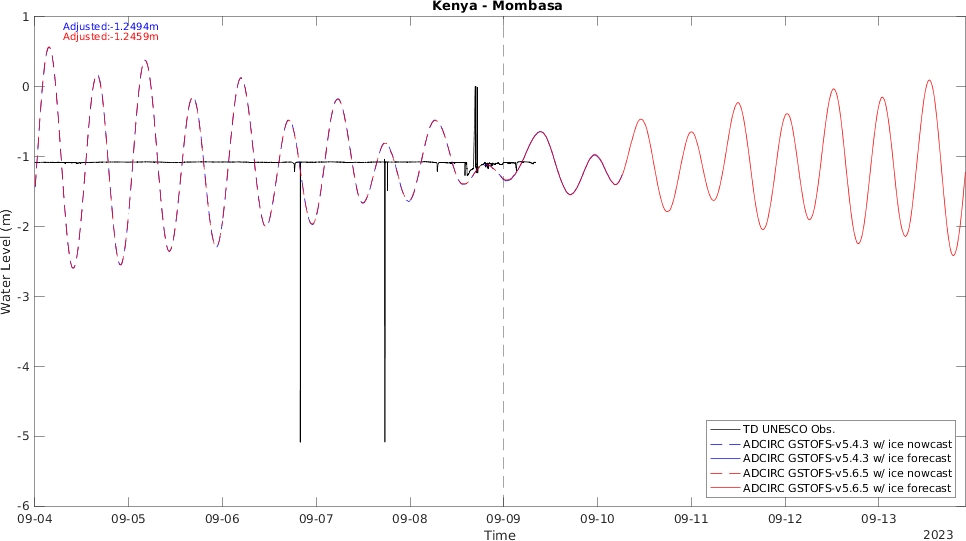 Kenya - Mombasa
Adjusted:-1.2494m
Adjusted:-1.2459m
1
0
-1
-2
-3
-4
-5
-6
Water Level (m)
TD UNESCO Obs.
ADCIRC GSTOFS-v5.4.3 w/ ice nowcast
ADCIRC GSTOFS-v5.4.3 w/ ice forecast
ADCIRC GSTOFS-v5.6.5 w/ ice nowcast
ADCIRC GSTOFS-v5.6.5 w/ ice forecast
09-04 09-05 09-06 09-07 09-08 09-09 09-10 09-11 09-12 09-13
Time
2023